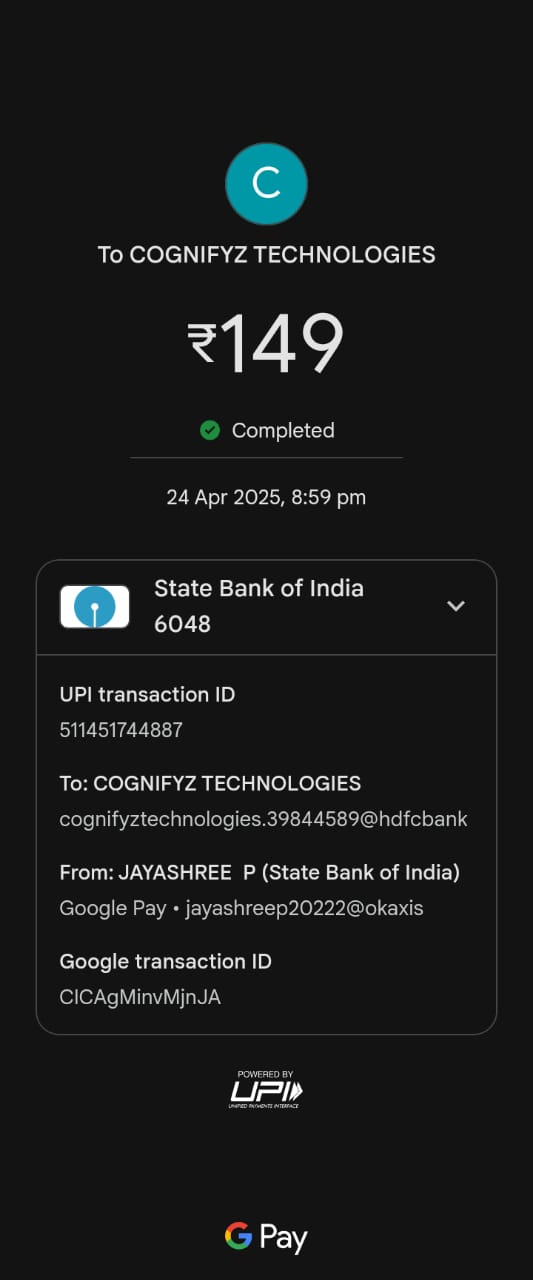 C
To COGNIFYZ TECHNOLOGIES
₹149
Completed
24 Apr 2025, 8:59 pm
State Bank of India
6048
UPI transaction ID
511451744887
To: COGNIFYZ TECHNOLOGIES
cognifyztechnologies.39844589@hdfcbank
From: JAYASHREE  P (State Bank of India)
Google Pay • jayashreep20222@okaxis
Google transaction ID
CICAgMinvMjnJA
POWERED BY
UPI
UNIFIED PAYMENTS INTERFACE
G Pay